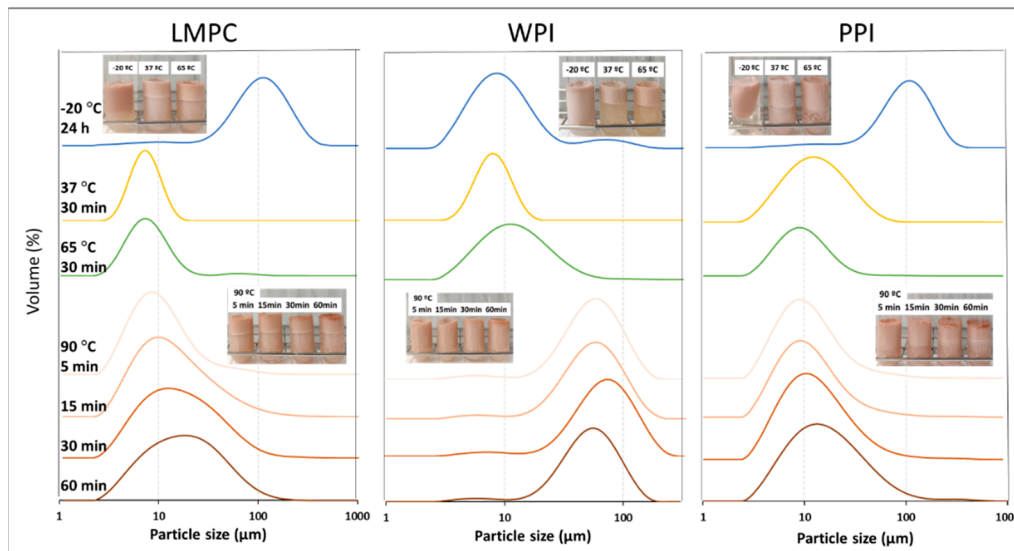 LMPC
WPI
PPI
Volume (%)
-20 °C
24 h
37 °C
30 min
65 °C
30 min
90 °C
5 min
15 min
30 min
60 min
-20 ºC 37 ºC 65 ºC
90 ºC
5 min 15min 30min 60min
1 10 100 1000
Particle size (µm)
-20 ºC 37 ºC 65 ºC
90 ºC
5 min 15min 30min 60min
1 10 100
Particle size (µm)
-20 ºC 37 ºC 65 ºC
90 ºC
5 min 15min 30min 60min
1 10 100 100
Particle size (µm)